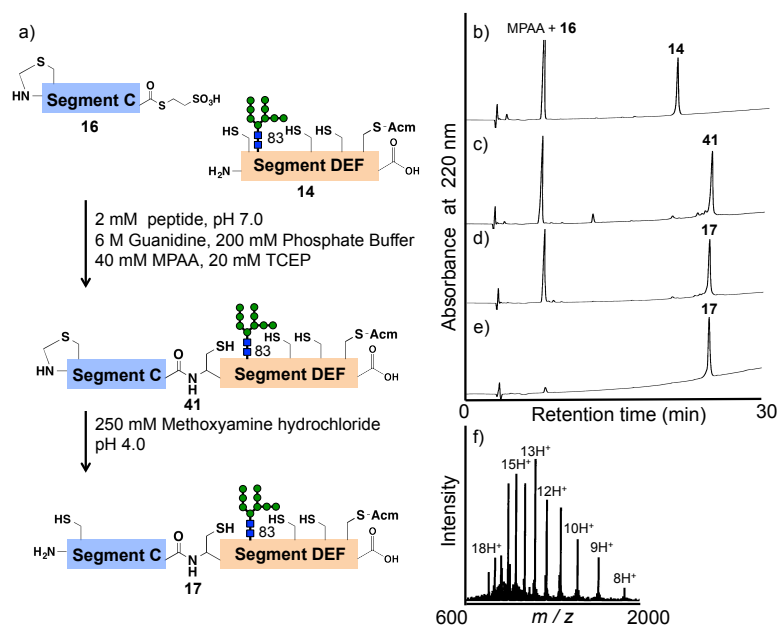 a)
S
HN
Segment C
O
S
SO₃H
16
HS
83
HS
HS
S-Acm
H₂N
Segment DEF
O
OH
14
2 mM peptide, pH 7.0
6 M Guanidine, 200 mM Phosphate Buffer
40 mM MPAA, 20 mM TCEP
S
HN
Segment C
O
N
H
SH
41
83
HS
HS
S-Acm
Segment DEF
O
OH
250 mM Methoxyamine hydrochloride
pH 4.0
HS
H₂N
Segment C
O
N
H
SH
17
83
HS
HS
S-Acm
Segment DEF
O
OH
b)
MPAA + 16
14
c)
41
d)
17
e)
17
Absorbance at 220 nm
0
Retention time (min)
30
f)
18H⁺
15H⁺
13H⁺
12H⁺
10H⁺
9H⁺
8H⁺
Intensity
600
m / z
2000